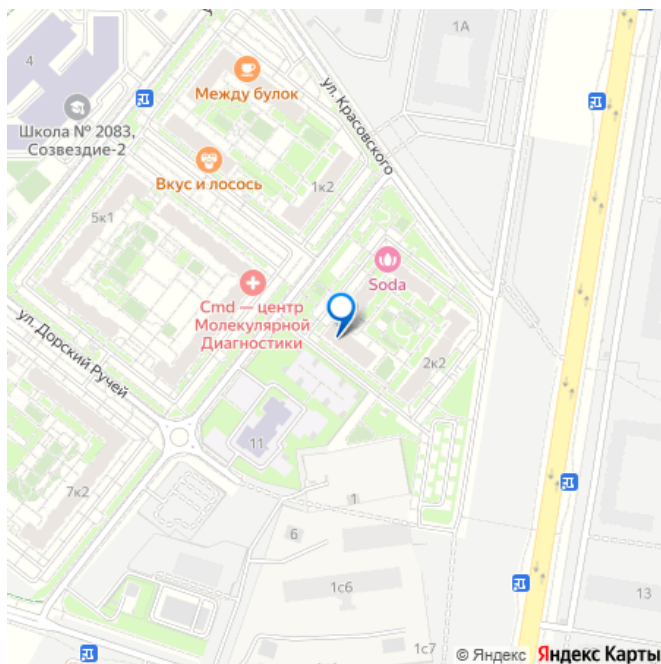 1А
4
Между булок
ул. Красовского
Школа № 2083,
Созвездие-2
Вкус и лосось
1к2
5к1
Soda
Cmd — центр
Молекулярной
Диагностики
ул. Дорский Ручей
2к2
11
7к2
1
6
1с6
13
1с7
© Яндекс Яндекс Карты